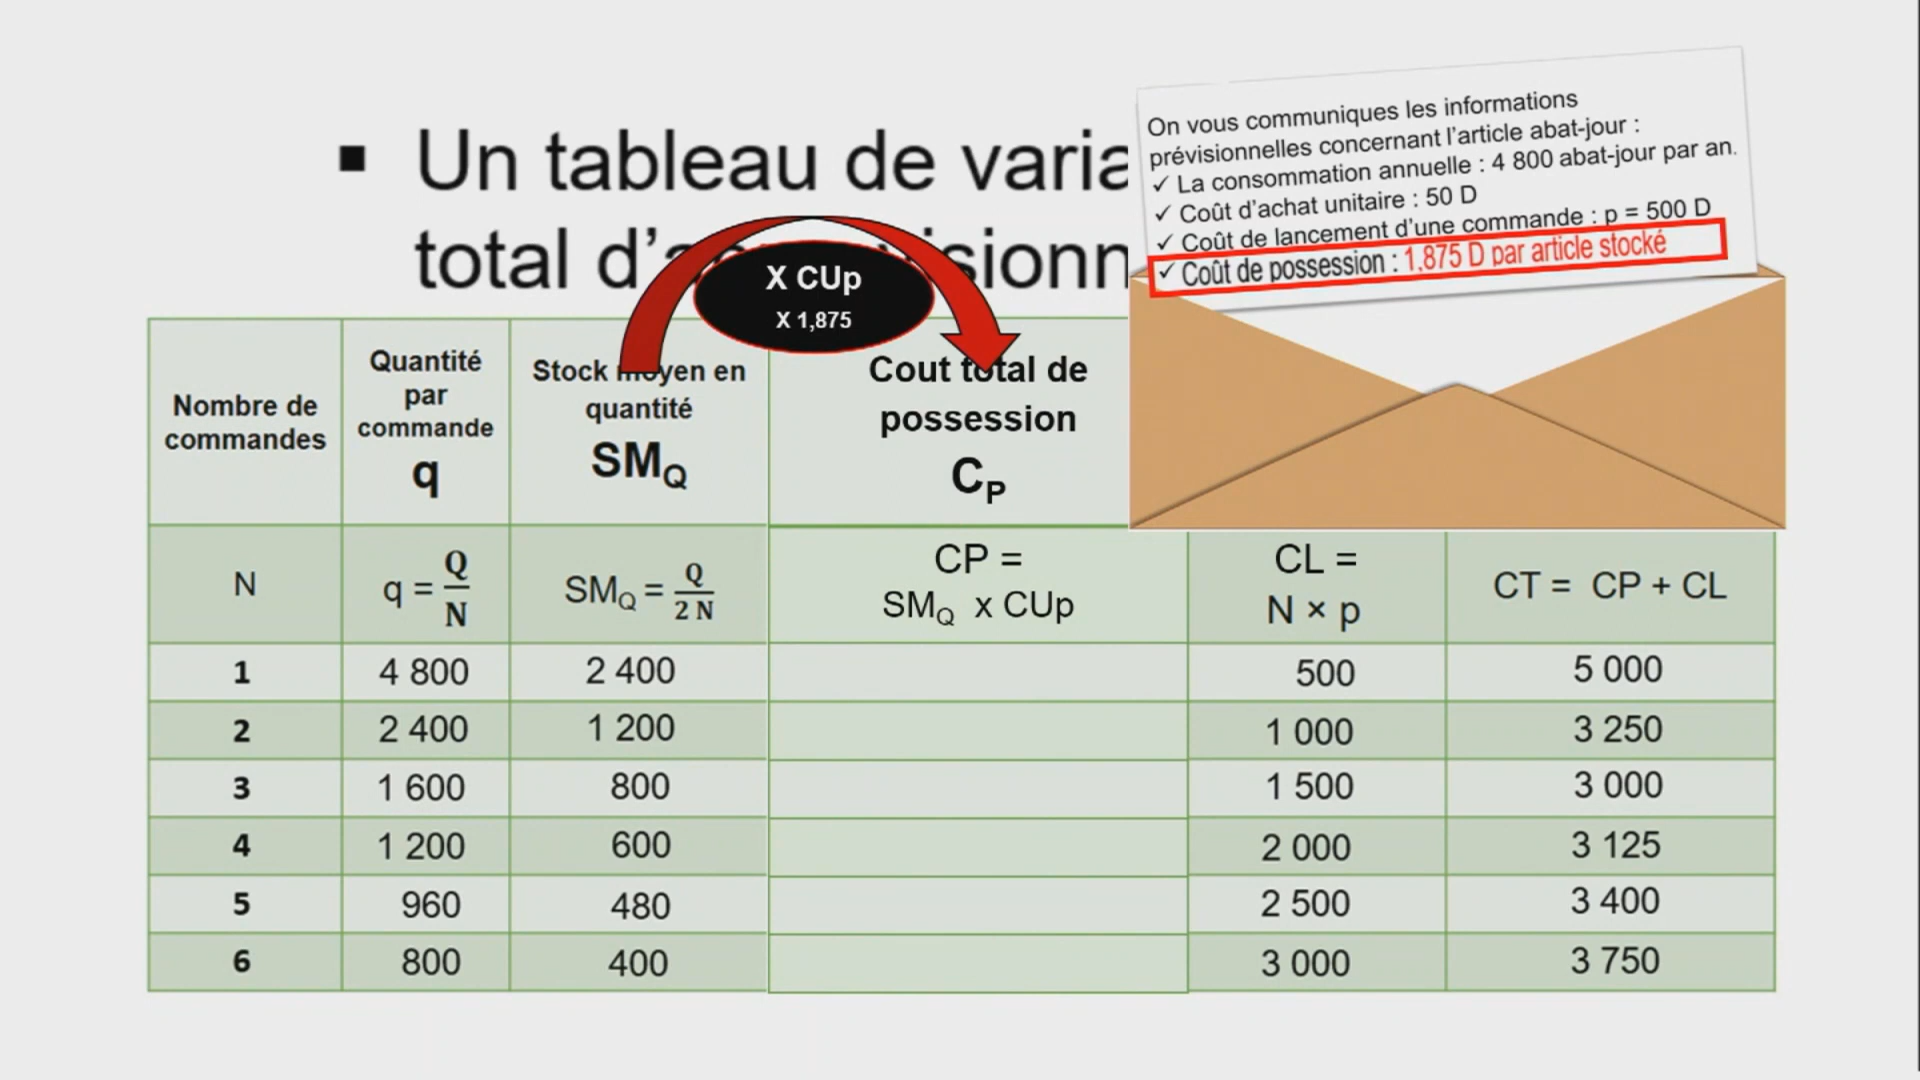 ▪ Un tableau de varia
total d'a
isionn
On vous communiques les informations
prévisionnelles concernant l'article abat-jour :
✓ La consommation annuelle : 4 800 abat-jour par an.
✓ Coût d'achat unitaire : 50 D
✓ Coût de lancement d'une commande : p = 500 D
✓ Coût de possession : 1,875 D par article stocké
X CUp
X 1,875
Nombre de
commandes
Quantité
par
commande
q
Stock moyen en
quantité
SMQ
Cout total de
possession
CP
N
q = Q/N
SMQ = Q/2 N
CP =
SMQ x CUp
CL =
N × p
CT = CP + CL
1 4 800 2 400 500 5 000
2 2 400 1 200 1 000 3 250
3 1 600 800 1 500 3 000
4 1 200 600 2 000 3 125
5 960 480 2 500 3 400
6 800 400 3 000 3 750